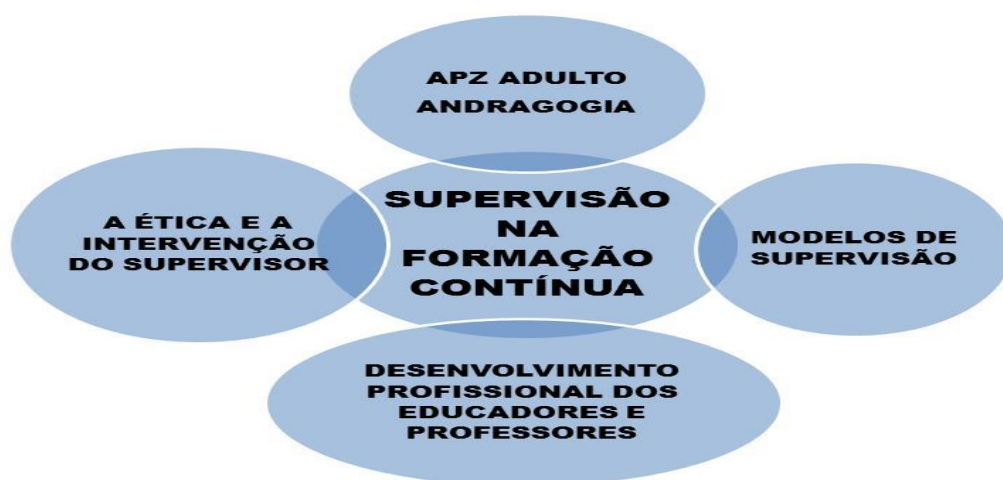 APZ ADULTO
ANDRAGOGIA
A ÉTICA E A
INTERVENÇÃO
DO SUPERVISOR
SUPERVISÃO
NA
FORMAÇÃO
CONTÍNUA
MODELOS DE
SUPERVISÃO
DESENVOLVIMENTO
PROFISSIONAL DOS
EDUCADORES E
PROFESSORES